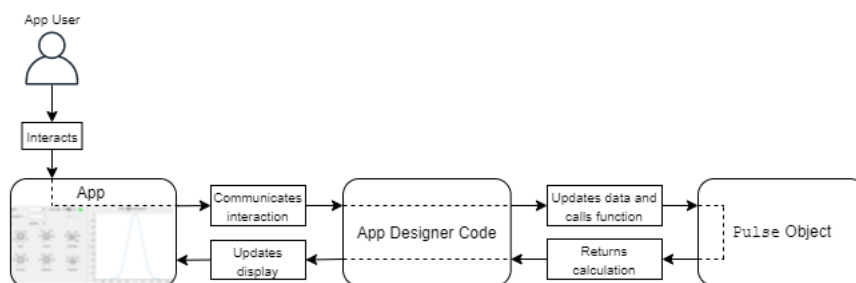 App User
Interacts
App
Communicates
interaction
Updates
display
App Designer Code
Updates data and
calls function
Returns
calculation
Pulse Object